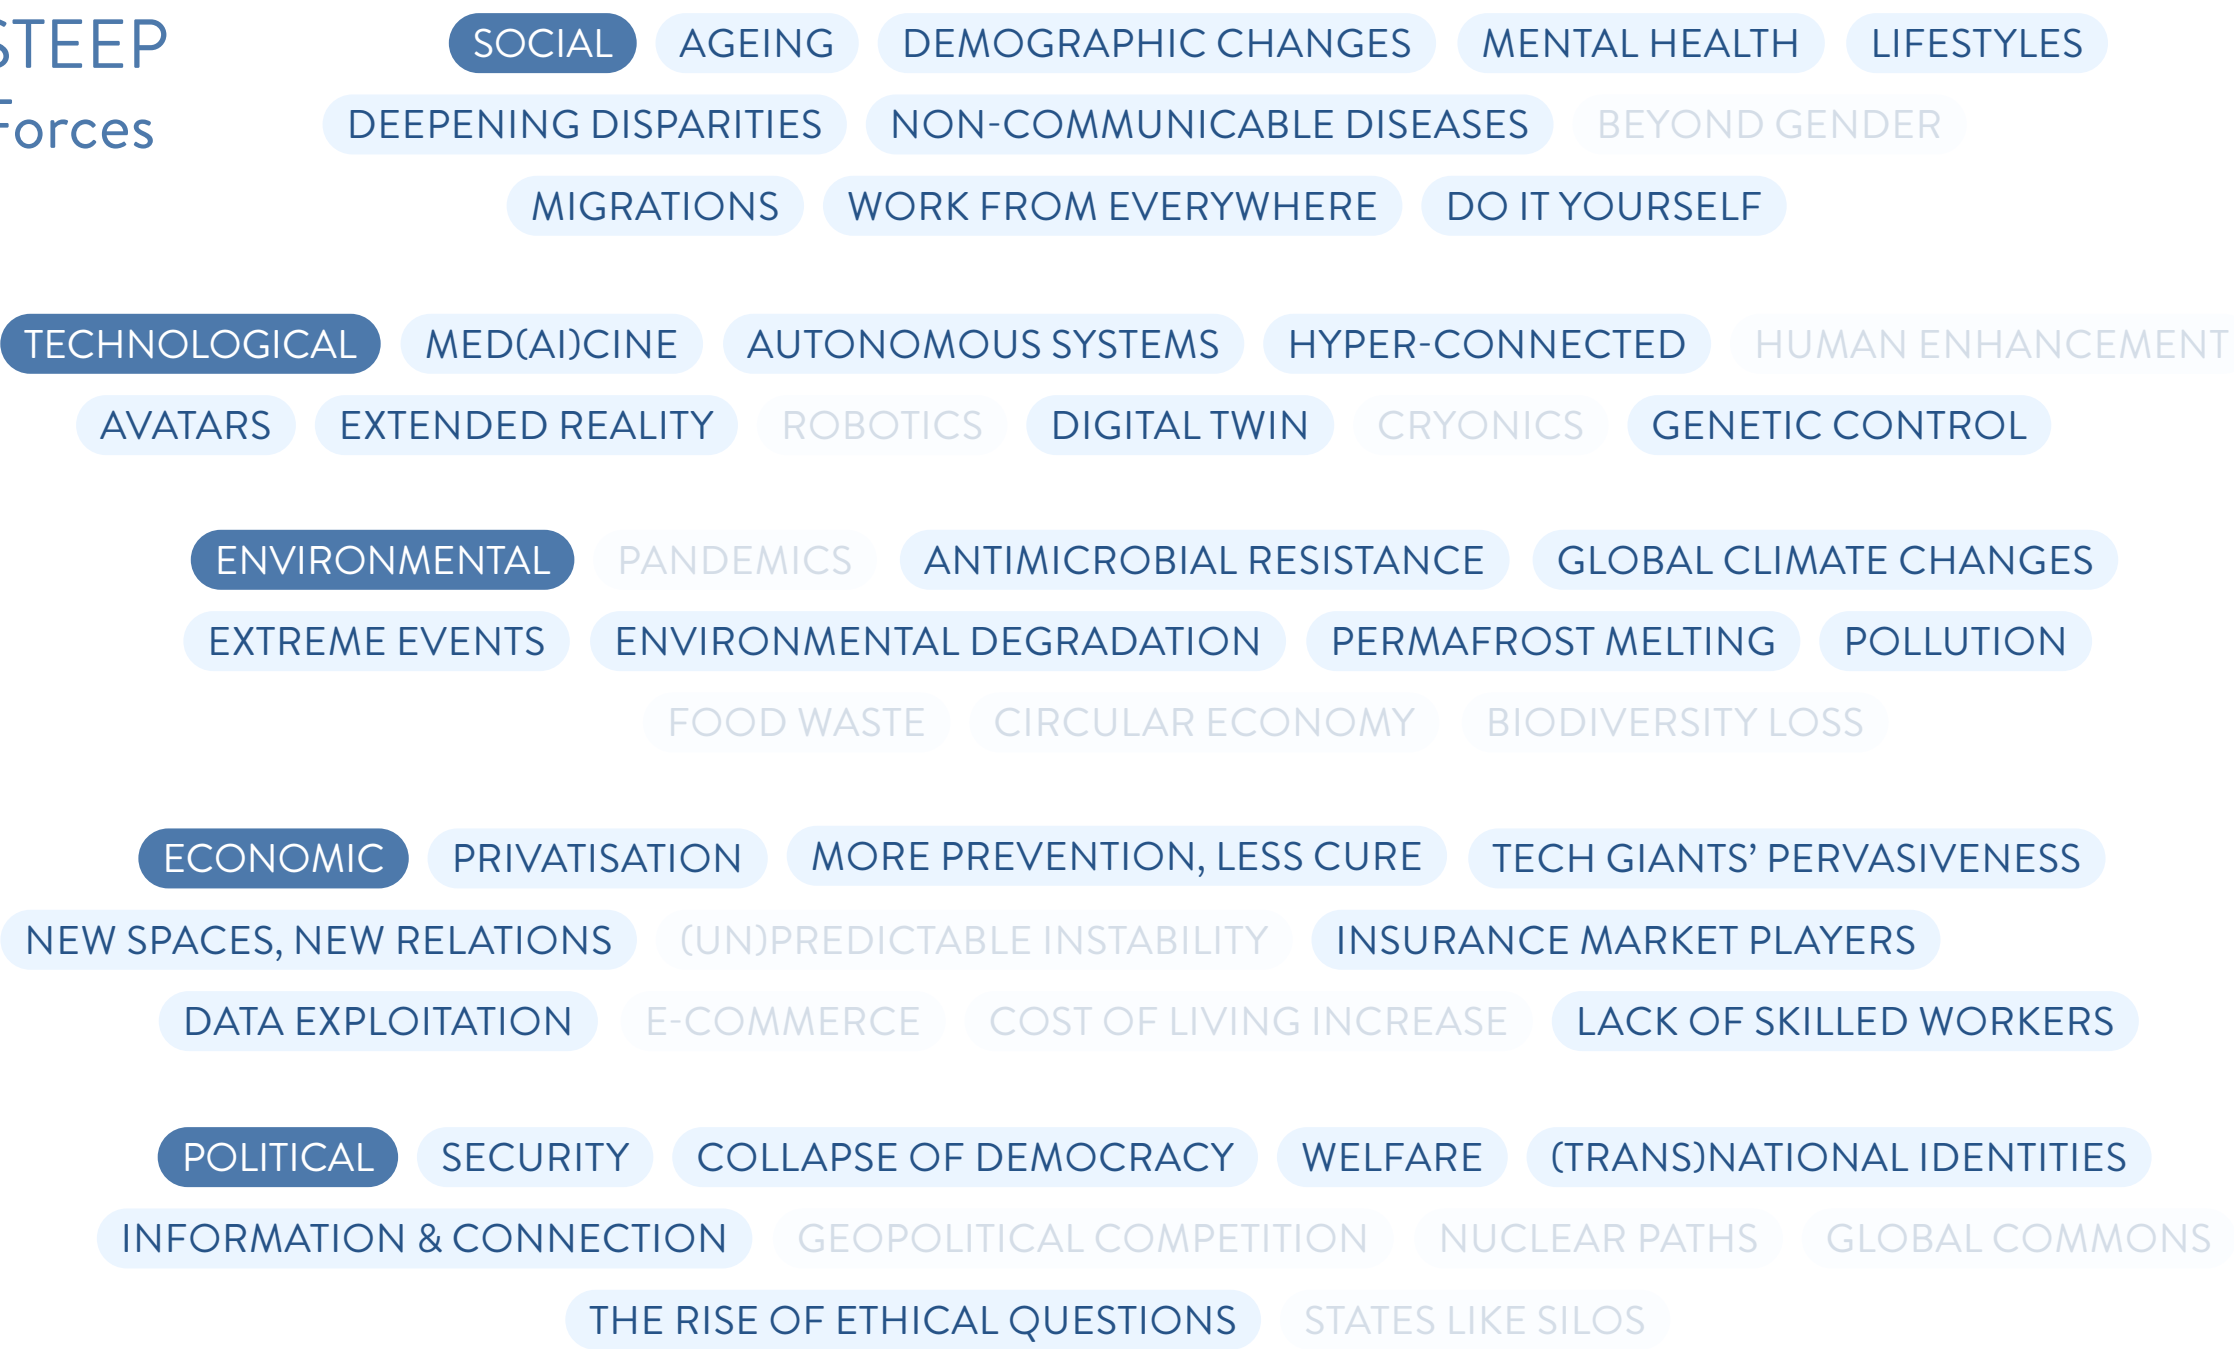 STEEP
Forces
SOCIAL AGEING DEMOGRAPHIC CHANGES MENTAL HEALTH LIFESTYLES
DEEPENING DISPARITIES NON-COMMUNICABLE DISEASES BEYOND GENDER
MIGRATIONS WORK FROM EVERYWHERE DO IT YOURSELF
TECHNOLOGICAL MED(AI)CINE AUTONOMOUS SYSTEMS HYPER-CONNECTED HUMAN ENHANCEMENT
AVATARS EXTENDED REALITY ROBOTICS DIGITAL TWIN CRYONICS GENETIC CONTROL
ENVIRONMENTAL PANDEMICS ANTIMICROBIAL RESISTANCE GLOBAL CLIMATE CHANGES
EXTREME EVENTS ENVIRONMENTAL DEGRADATION PERMAFROST MELTING POLLUTION
FOOD WASTE CIRCULAR ECONOMY BIODIVERSITY LOSS
ECONOMIC PRIVATISATION MORE PREVENTION, LESS CURE TECH GIANTS’ PERVASIVENESS
NEW SPACES, NEW RELATIONS (UN)PREDICTABLE INSTABILITY INSURANCE MARKET PLAYERS
DATA EXPLOITATION E-COMMERCE COST OF LIVING INCREASE LACK OF SKILLED WORKERS
POLITICAL SECURITY COLLAPSE OF DEMOCRACY WELFARE (TRANS)NATIONAL IDENTITIES
INFORMATION & CONNECTION GEOPOLITICAL COMPETITION NUCLEAR PATHS GLOBAL COMMONS
THE RISE OF ETHICAL QUESTIONS STATES LIKE SILOS